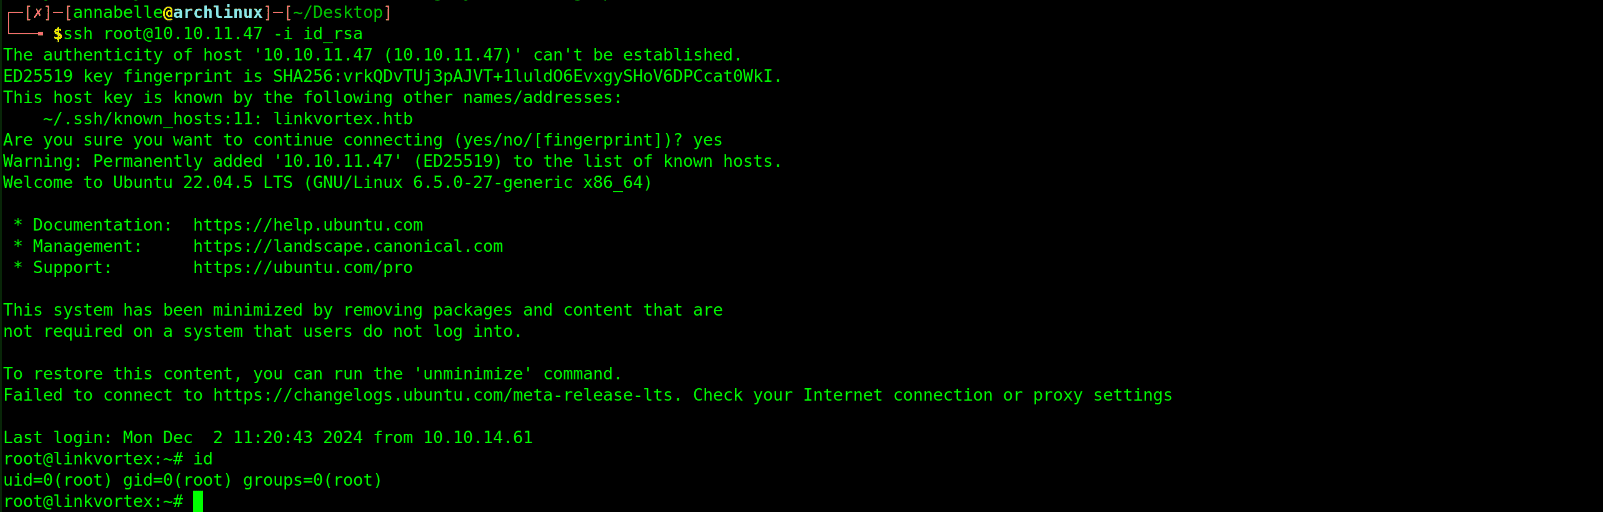 ┌─[✗]─[annabelle@archlinux]─[~/Desktop]
└──╼ $ssh root@10.10.11.47 -i id_rsa
The authenticity of host '10.10.11.47 (10.10.11.47)' can't be established.
ED25519 key fingerprint is SHA256:vrkQDvTUj3pAJVT+1luldO6EvxgySHoV6DPCcat0WkI.
This host key is known by the following other names/addresses:
    ~/.ssh/known_hosts:11: linkvortex.htb
Are you sure you want to continue connecting (yes/no/[fingerprint])? yes
Warning: Permanently added '10.10.11.47' (ED25519) to the list of known hosts.
Welcome to Ubuntu 22.04.5 LTS (GNU/Linux 6.5.0-27-generic x86_64)

 * Documentation:  https://help.ubuntu.com
 * Management:     https://landscape.canonical.com
 * Support:        https://ubuntu.com/pro

This system has been minimized by removing packages and content that are
not required on a system that users do not log into.

To restore this content, you can run the 'unminimize' command.
Failed to connect to https://changelogs.ubuntu.com/meta-release-lts. Check your Internet connection or proxy settings

Last login: Mon Dec  2 11:20:43 2024 from 10.10.14.61
root@linkvortex:~# id
uid=0(root) gid=0(root) groups=0(root)
root@linkvortex:~#